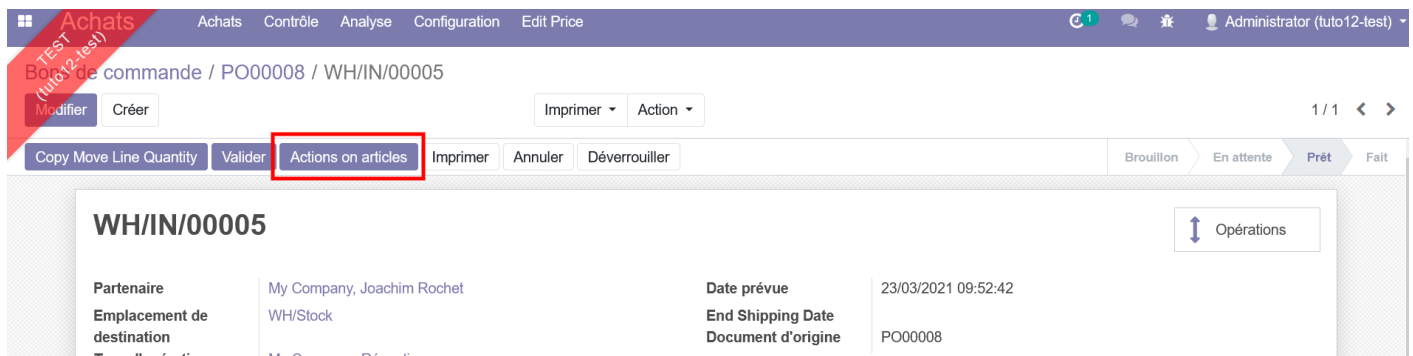 Achats Achats Contrôle Analyse Configuration Edit Price 1 Administrator (tuto12-test)
TEST
(tuto12-test)
Bons de commande / PO00008 / WH/IN/00005
Modifier Créer Imprimer Action 1 / 1
Copy Move Line Quantity Valider Actions on articles Imprimer Annuler Déverrouiller Brouillon En attente Prêt Fait
WH/IN/00005
Opérations
Partenaire My Company, Joachim Rochet Date prévue 23/03/2021 09:52:42
Emplacement de WH/Stock End Shipping Date
destination Document d'origine PO00008